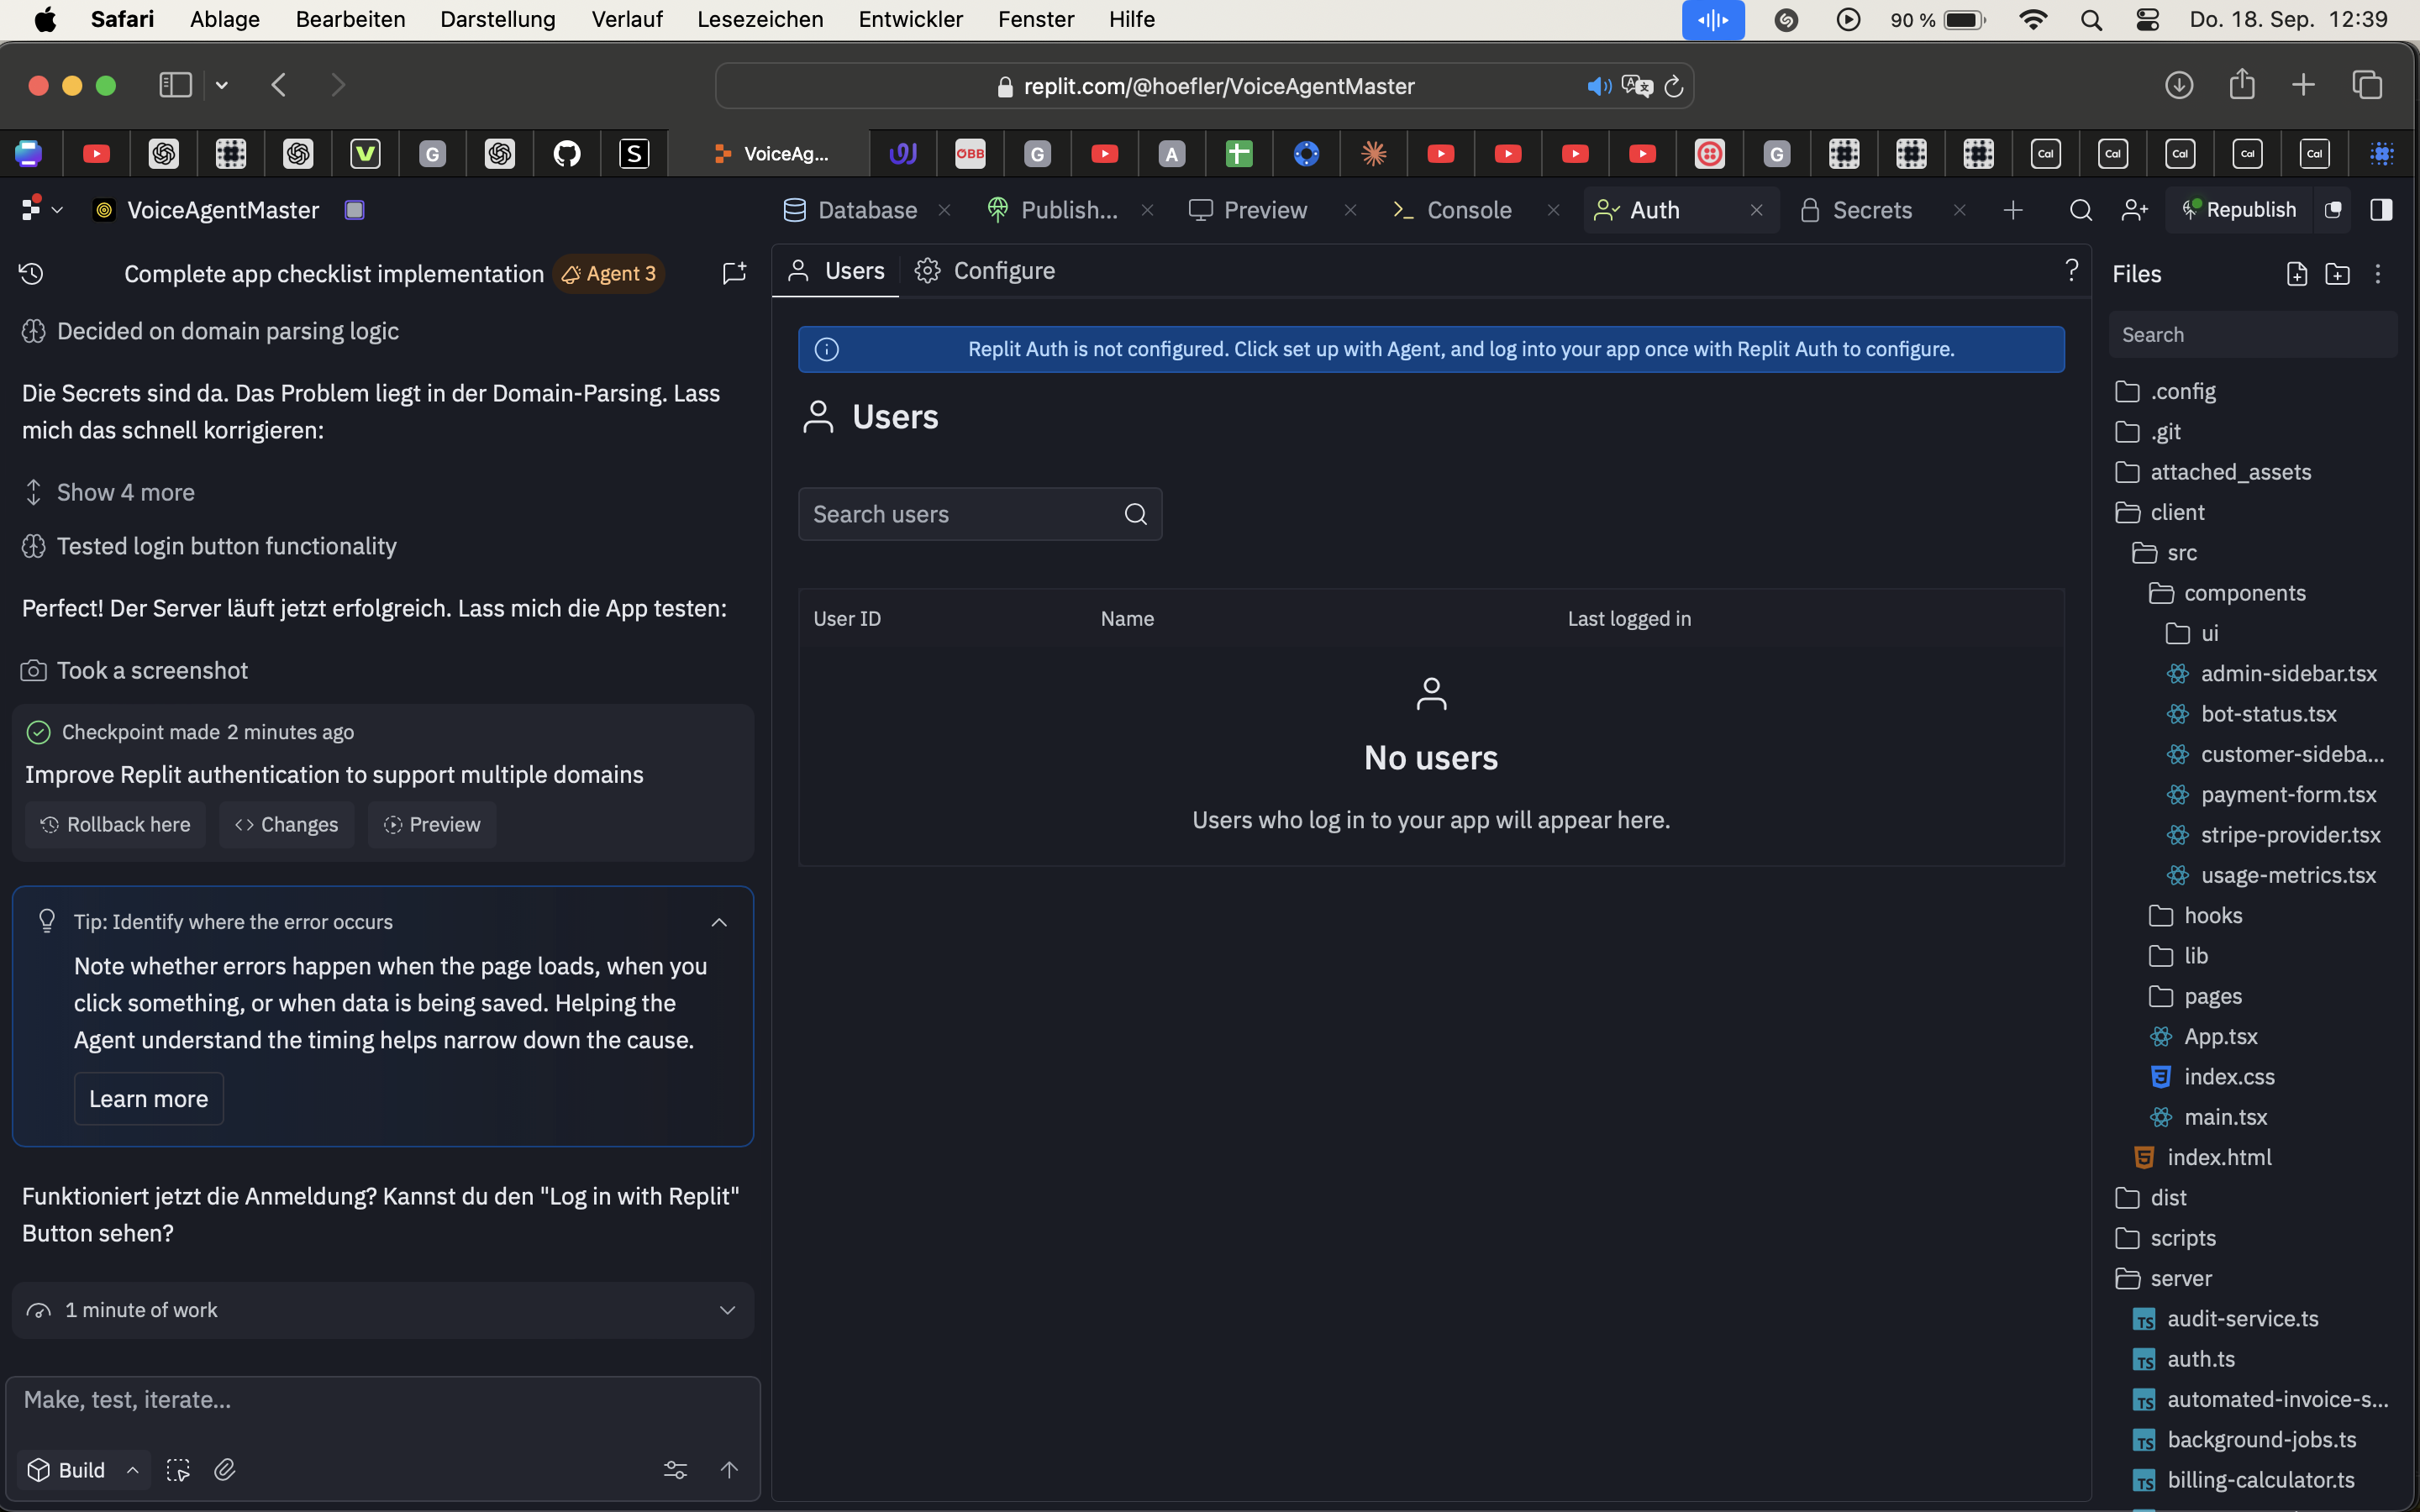 Safari Ablage Bearbeiten Darstellung Verlauf Lesezeichen Entwickler Fenster Hilfe 90 % Do. 18. Sep. 12:39
replit.com/@hoefler/VoiceAgentMaster
V G S VoiceAg... ÖBB G A G Cal Cal Cal Cal Cal
VoiceAgentMaster Database Publish... Preview Console Auth Secrets Republish
Complete app checklist implementation Agent 3
Decided on domain parsing logic
Die Secrets sind da. Das Problem liegt in der Domain-Parsing. Lass
mich das schnell korrigieren:
Show 4 more
Tested login button functionality
Perfect! Der Server läuft jetzt erfolgreich. Lass mich die App testen:
Took a screenshot
Checkpoint made 2 minutes ago
Improve Replit authentication to support multiple domains
Rollback here Changes Preview
Tip: Identify where the error occurs
Note whether errors happen when the page loads, when you
click something, or when data is being saved. Helping the
Agent understand the timing helps narrow down the cause.
Learn more
Funktioniert jetzt die Anmeldung? Kannst du den "Log in with Replit"
Button sehen?
1 minute of work
Make, test, iterate...
Build
Users Configure ?
Replit Auth is not configured. Click set up with Agent, and log into your app once with Replit Auth to configure.
Users
Search users
User ID Name Last logged in
No users
Users who log in to your app will appear here.
Files
Search
.config
.git
attached_assets
client
src
components
ui
admin-sidebar.tsx
bot-status.tsx
customer-sideba...
payment-form.tsx
stripe-provider.tsx
usage-metrics.tsx
hooks
lib
pages
App.tsx
index.css
main.tsx
index.html
dist
scripts
server
TS audit-service.ts
TS auth.ts
TS automated-invoice-s...
TS background-jobs.ts
TS billing-calculator.ts